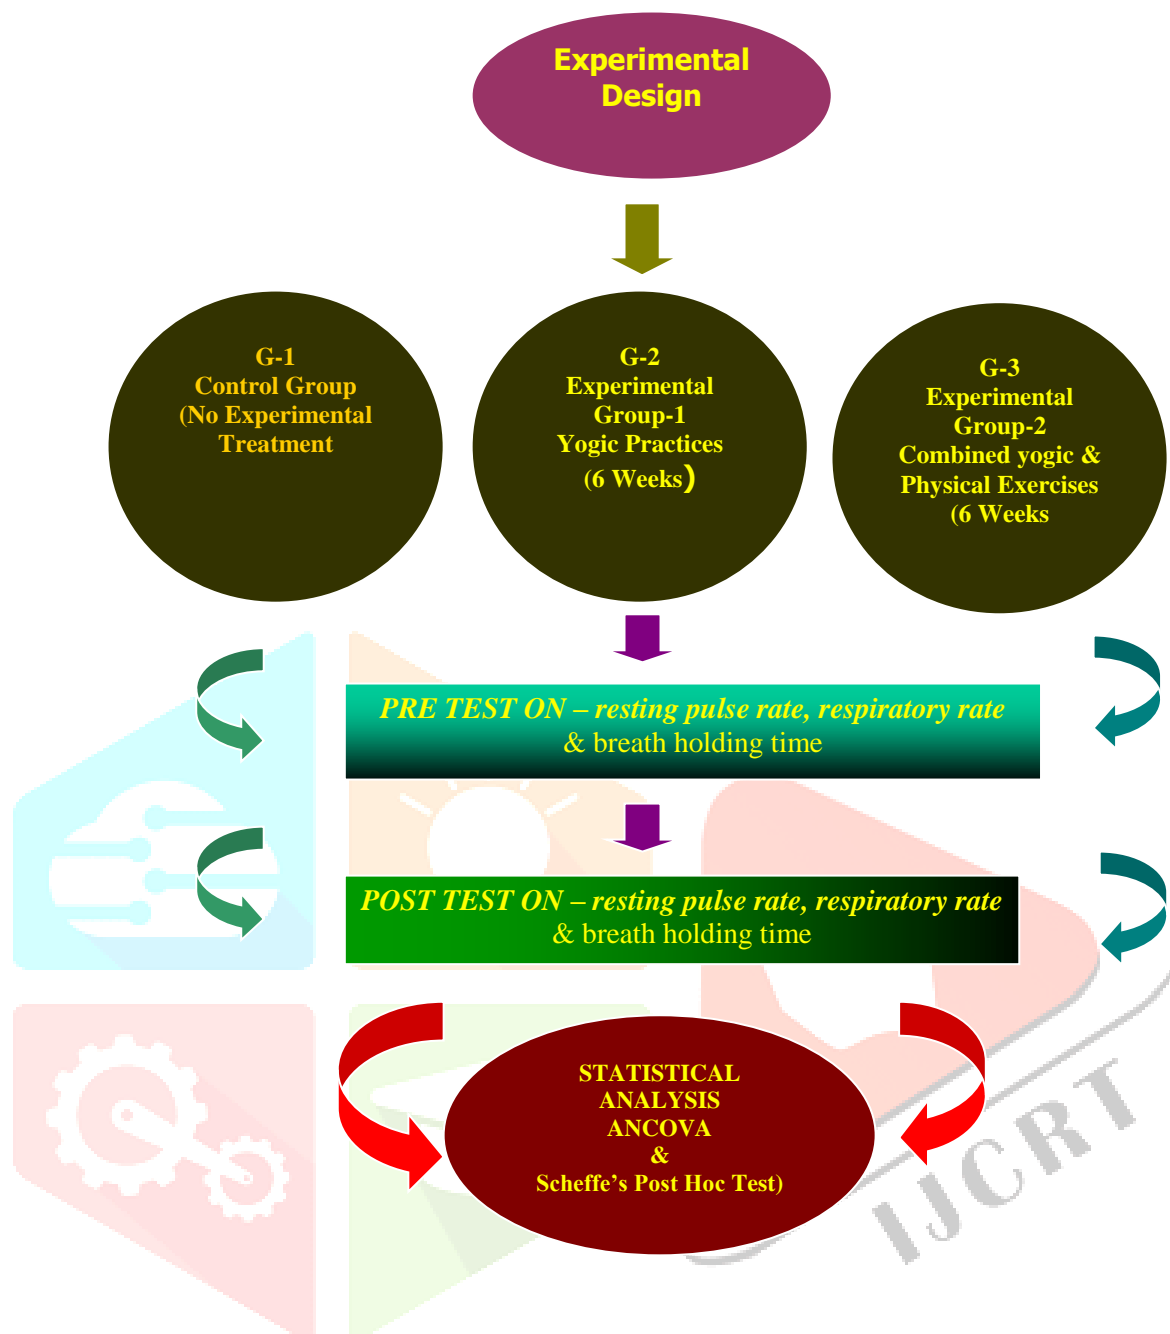 Experimental
Design
G-1
Control Group
(No Experimental
Treatment
G-2
Experimental
Group-1
Yogic Practices
(6 Weeks)
G-3
Experimental
Group-2
Combined yogic &
Physical Exercises
(6 Weeks
PRE TEST ON – resting pulse rate, respiratory rate
& breath holding time
POST TEST ON – resting pulse rate, respiratory rate
& breath holding time
STATISTICAL
ANALYSIS
ANCOVA
&
Scheffe's Post Hoc Test)
IJCRT